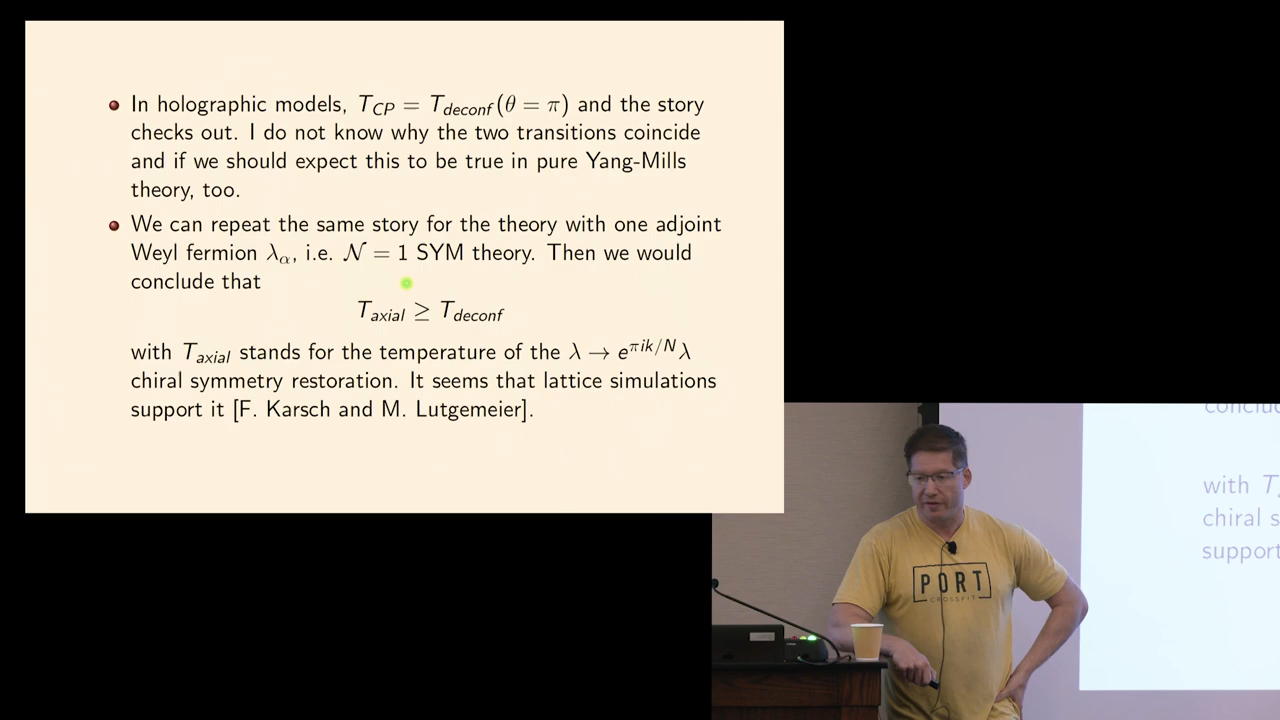 In holographic models, T_CP = T_deconf(θ = π) and the story
checks out. I do not know why the two transitions coincide
and if we should expect this to be true in pure Yang-Mills
theory, too.
We can repeat the same story for the theory with one adjoint
Weyl fermion λ_α, i.e. 𝒩 = 1 SYM theory. Then we would
conclude that
T_axial ≥ T_deconf
with T_axial stands for the temperature of the λ → e^{πik/N}λ
chiral symmetry restoration. It seems that lattice simulations
support it [F. Karsch and M. Lutgemeier].
conclu
with T
chiral s
support
PORT
CROSSFIT